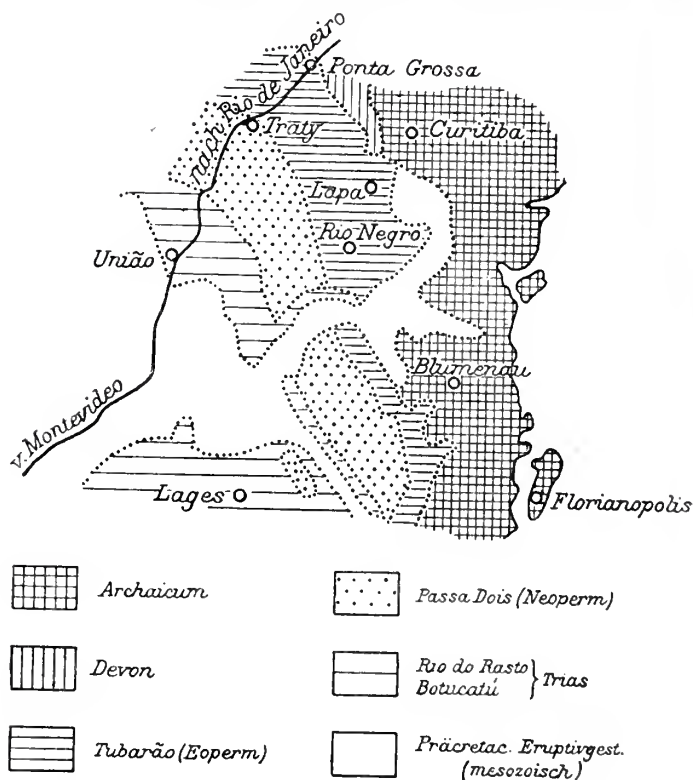 nach Rio de Janeiro
Ponta Grossa
Traty
Curitiba
Lapa
Rio Negro
União
Blumenau
v. Montevideo
Lages
Florianopolis
Archaicum
Passa Dois (Neoperm)
Devon
Rio do Rasto
Botucatú } Trias
Tubarão (Eoperm)
Präcretac. Eruptivgest.
(mesozoisch)